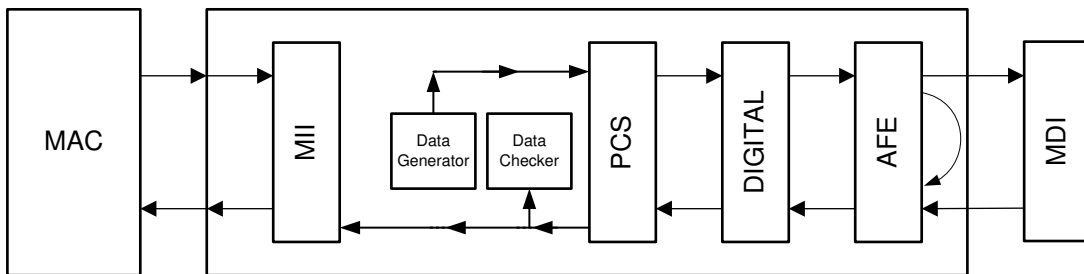 MAC
MII
Data
Generator
Data
Checker
PCS
DIGITAL
AFE
MDI